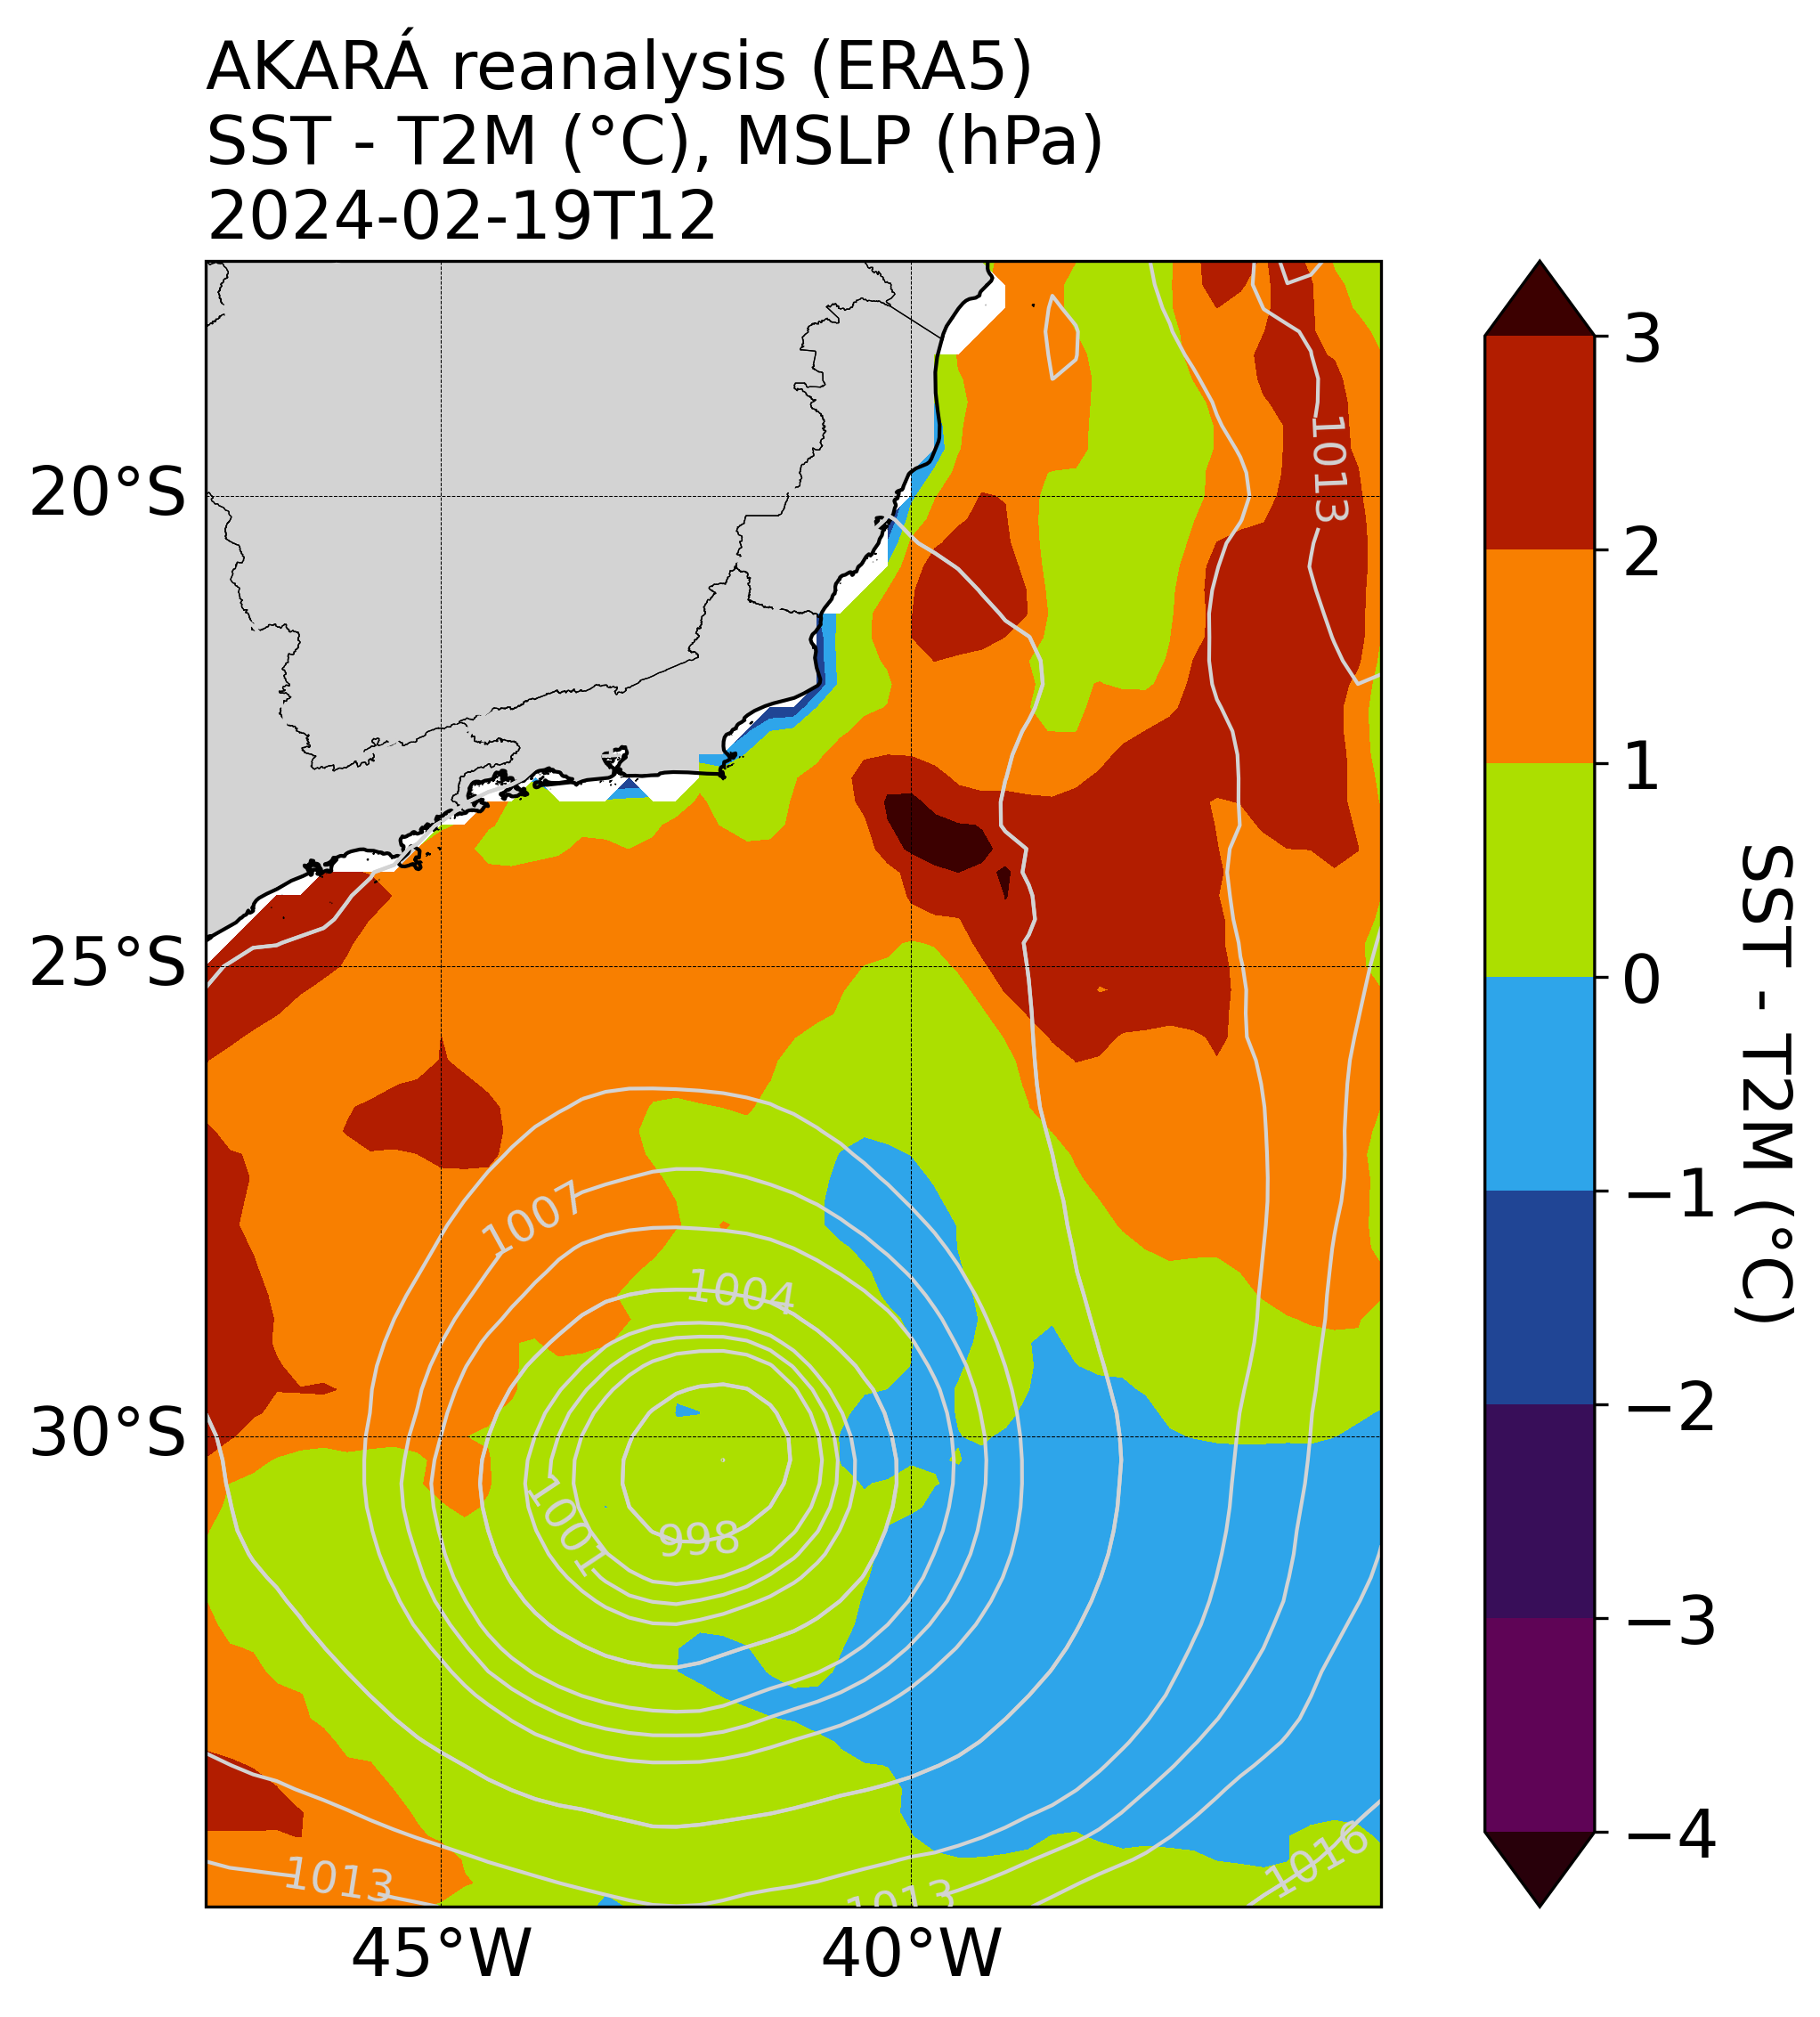 AKARÁ reanalysis (ERA5)
SST - T2M (°C), MSLP (hPa)
2024-02-19T12
20°S
25°S
30°S
45°W
40°W
1013
1007
1004
1001
998
1013
1013
1016
3
2
1
0
−1
−2
−3
−4
SST - T2M (°C)